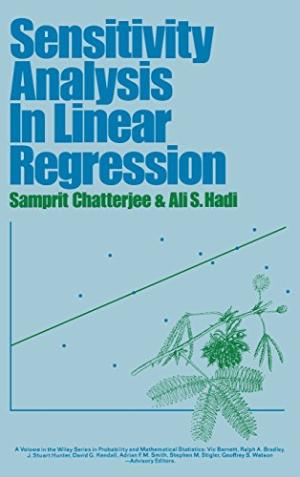 Sensitivity
Analysis
In Linear
Regression
Samprit Chatterjee & Ali S. Hadi
A Volume in the Wiley Series in Probability and Mathematical Statistics: Vic Barnett, Ralph A. Bradley,
J. Stuart Hunter, David G. Kendall, Adrian F M. Smith, Stephen M. Stigler, Geoffrey S. Watson
—Advisory Editors.